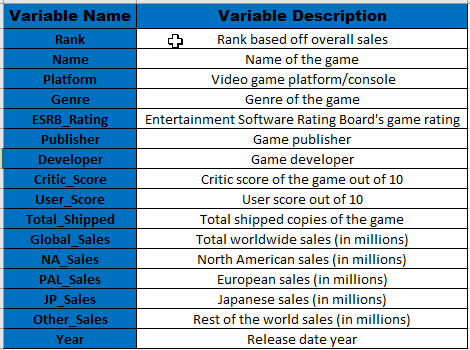 Variable Name Variable Description
Rank Rank based off overall sales
Name Name of the game
Platform Video game platform/console
Genre Genre of the game
ESRB_Rating Entertainment Software Rating Board's game rating
Publisher Game publisher
Developer Game developer
Critic_Score Critic score of the game out of 10
User_Score User score out of 10
Total_Shipped Total shipped copies of the game
Global_Sales Total worldwide sales (in millions)
NA_Sales North American sales (in millions)
PAL_Sales European sales (in millions)
JP_Sales Japanese sales (in millions)
Other_Sales Rest of the world sales (in millions)
Year Release date year